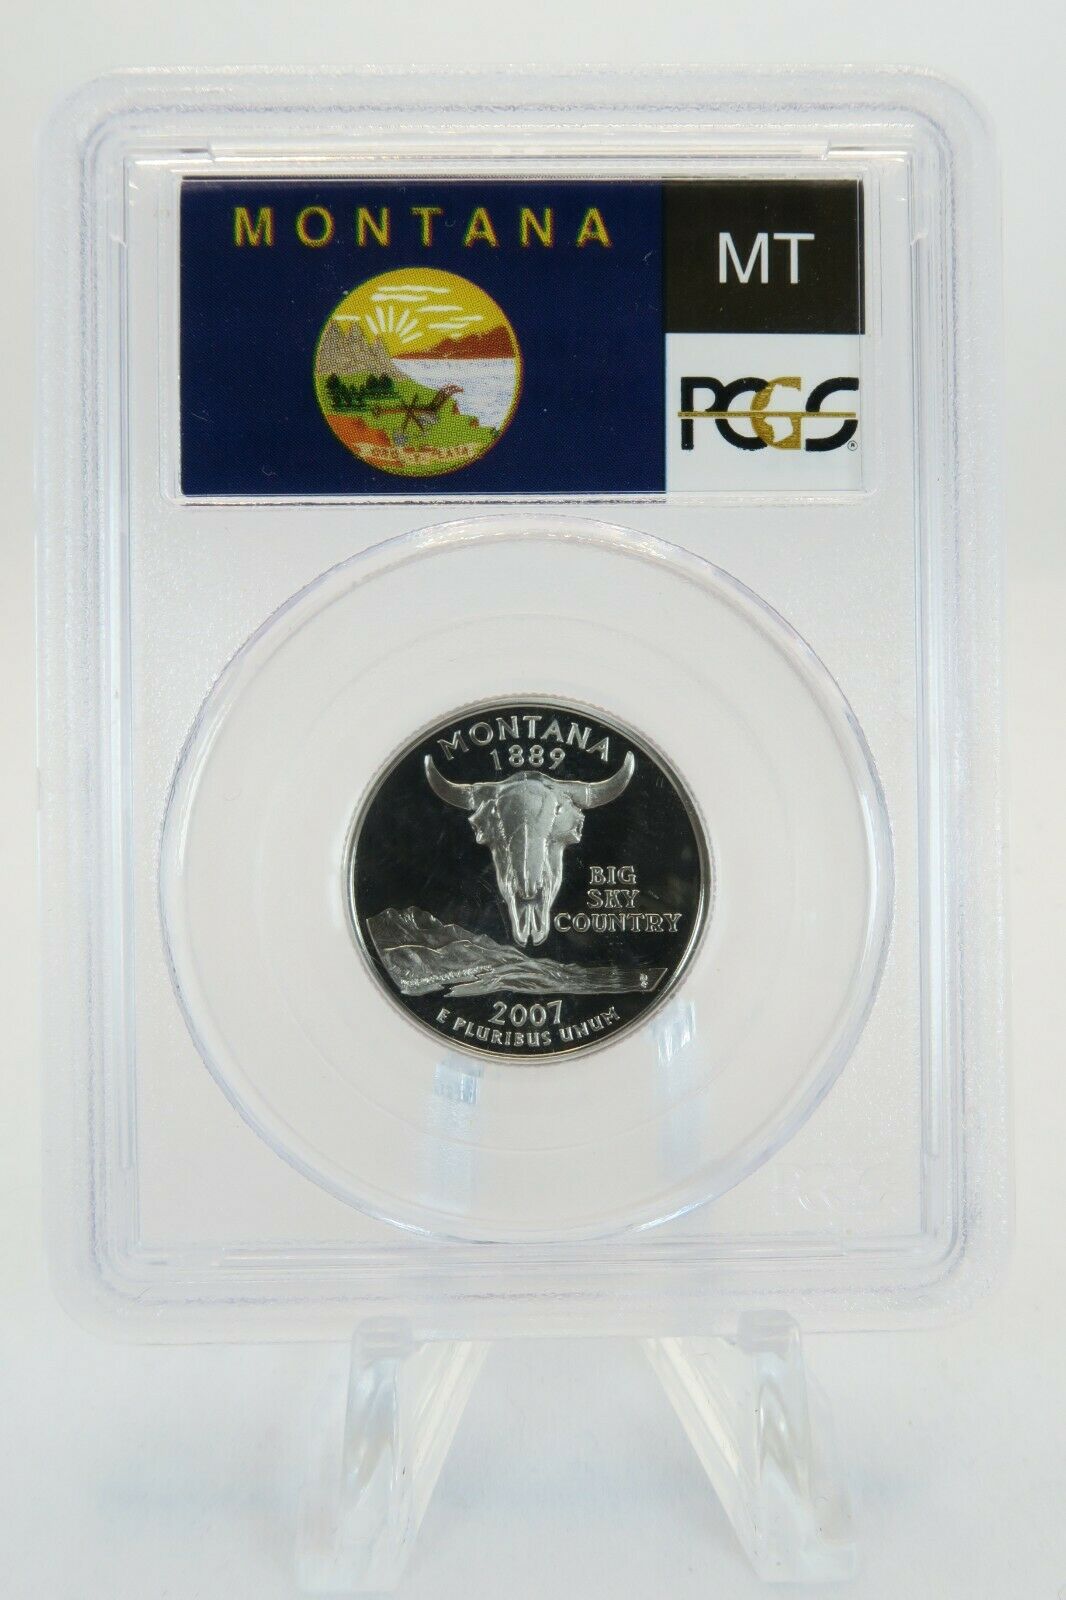 MONTANA
MT
PCGS®
MONTANA
1889
BIG
SKY
COUNTRY
2007
E PLURIBUS UNUM